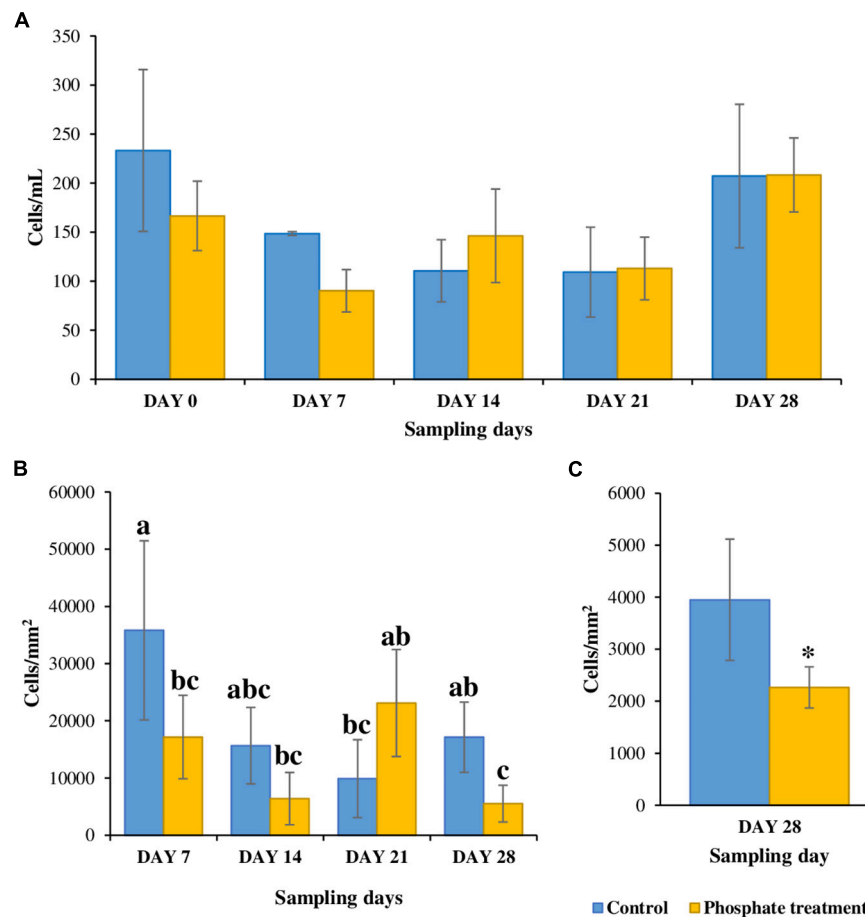 A
350
300
250
200
150
100
50
0
Cells/mL
DAY 0 DAY 7 DAY 14 DAY 21 DAY 28
Sampling days
B
60000
50000
40000
30000
20000
10000
0
Cells/mm²
a
bc
abc
bc
bc
ab
ab
c
DAY 7 DAY 14 DAY 21 DAY 28
Sampling days
C
6000
5000
4000
3000
2000
1000
0
Cells/mm²
*
DAY 28
Sampling day
Control Phosphate treatment